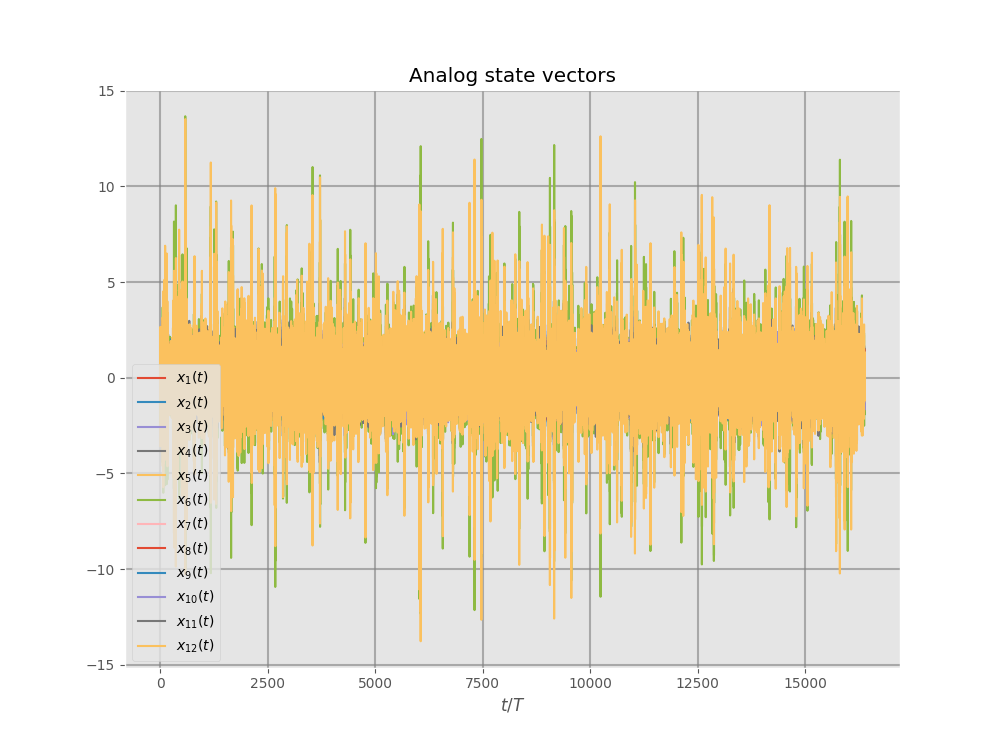 Analog state vectors
15
10
5
0
−5
−10
−15
x₁(t)
x₂(t)
x₃(t)
x₄(t)
x₅(t)
x₆(t)
x₇(t)
x₈(t)
x₉(t)
x₁₀(t)
x₁₁(t)
x₁₂(t)
0 2500 5000 7500 10000 12500 15000
t/T